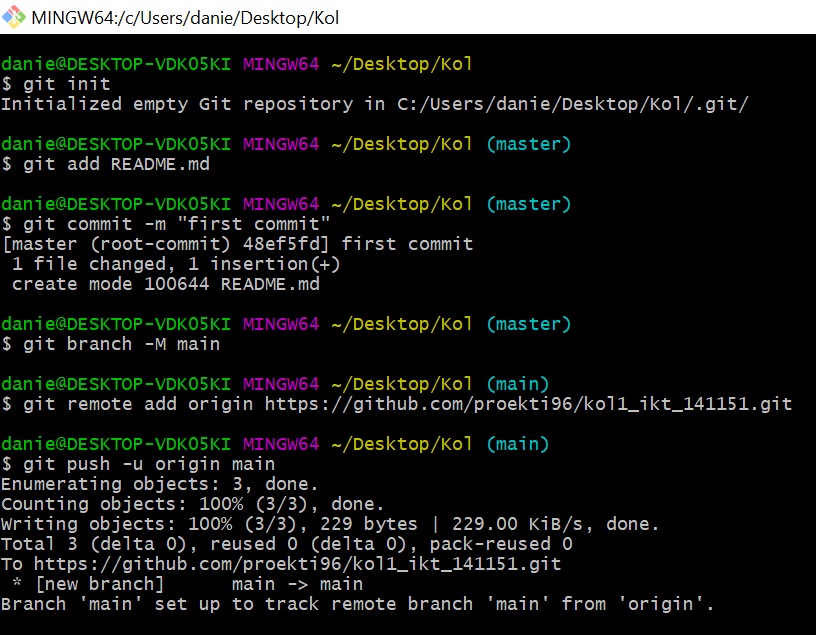 MINGW64:/c/Users/danie/Desktop/Kol
danie@DESKTOP-VDK05KI MINGW64 ~/Desktop/Kol
$ git init
Initialized empty Git repository in C:/Users/danie/Desktop/Kol/.git/
danie@DESKTOP-VDK05KI MINGW64 ~/Desktop/Kol (master)
$ git add README.md
danie@DESKTOP-VDK05KI MINGW64 ~/Desktop/Kol (master)
$ git commit -m "first commit"
[master (root-commit) 48ef5fd] first commit
 1 file changed, 1 insertion(+)
 create mode 100644 README.md
danie@DESKTOP-VDK05KI MINGW64 ~/Desktop/Kol (master)
$ git branch -M main
danie@DESKTOP-VDK05KI MINGW64 ~/Desktop/Kol (main)
$ git remote add origin https://github.com/proekti96/kol1_ikt_141151.git
danie@DESKTOP-VDK05KI MINGW64 ~/Desktop/Kol (main)
$ git push -u origin main
Enumerating objects: 3, done.
Counting objects: 100% (3/3), done.
Writing objects: 100% (3/3), 229 bytes | 229.00 KiB/s, done.
Total 3 (delta 0), reused 0 (delta 0), pack-reused 0
To https://github.com/proekti96/kol1_ikt_141151.git
 * [new branch]      main -> main
Branch 'main' set up to track remote branch 'main' from 'origin'.